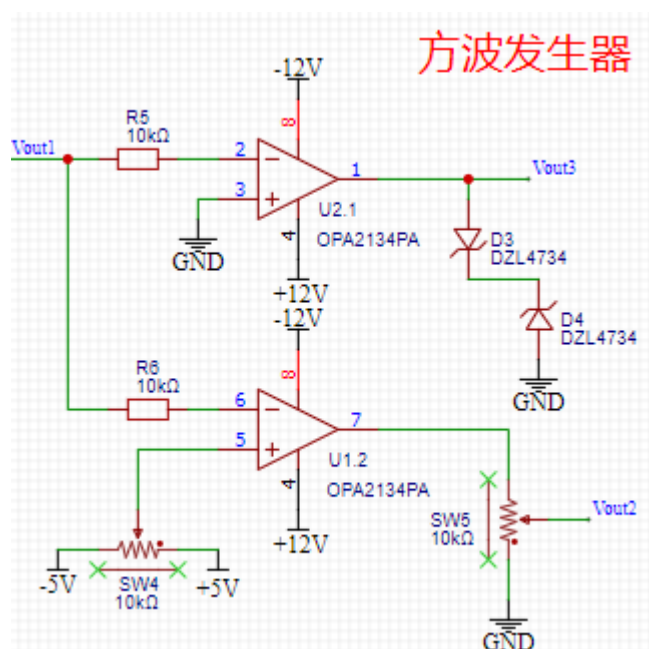 方波发生器
-12V
R5
10kΩ
8
Vout1
2
1
Vout3
3
U2.1
OPA2134PA
4
GND
D3
DZL4734
+12V
-12V
D4
DZL4734
R6
10kΩ
8
GND
6
7
5
U1.2
OPA2134PA
4
SW5
10kΩ
Vout2
+12V
-5V
SW4
10kΩ
+5V
GND